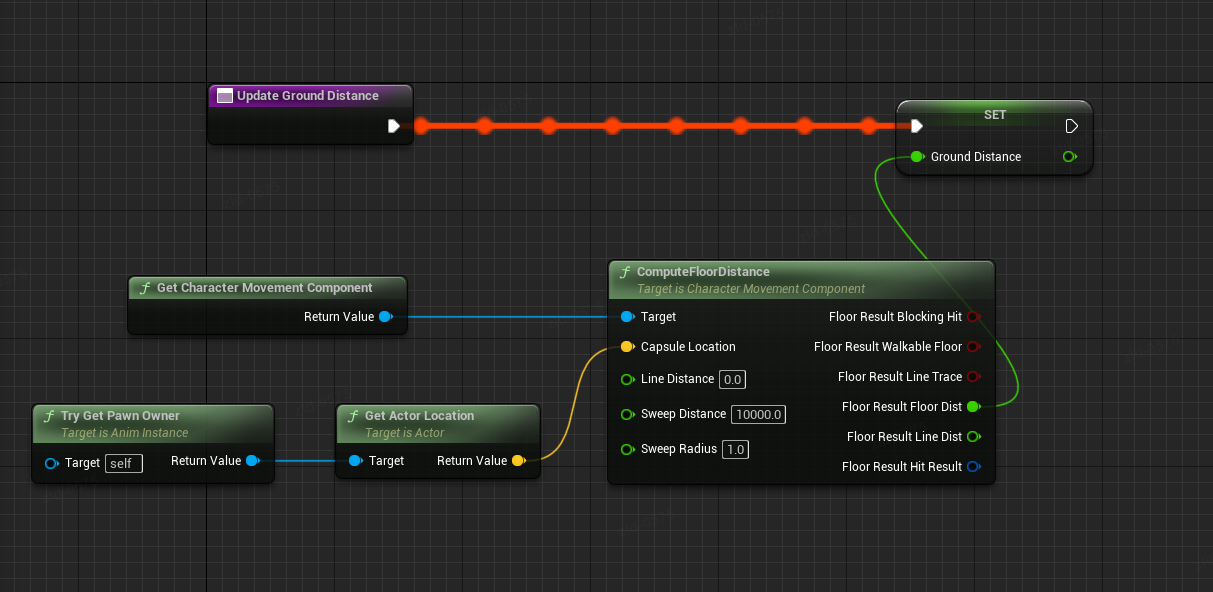 Update Ground Distance
SET
Ground Distance
Get Character Movement Component
Return Value
ƒ ComputeFloorDistance
Target is Character Movement Component
Target
Floor Result Blocking Hit
Capsule Location
Floor Result Walkable Floor
Line Distance 0.0
Floor Result Line Trace
Sweep Distance 10000.0
Floor Result Floor Dist
Sweep Radius 1.0
Floor Result Line Dist
Floor Result Hit Result
Try Get Pawn Owner
Target is Anim Instance
Target self
Return Value
Get Actor Location
Target is Actor
Target
Return Value